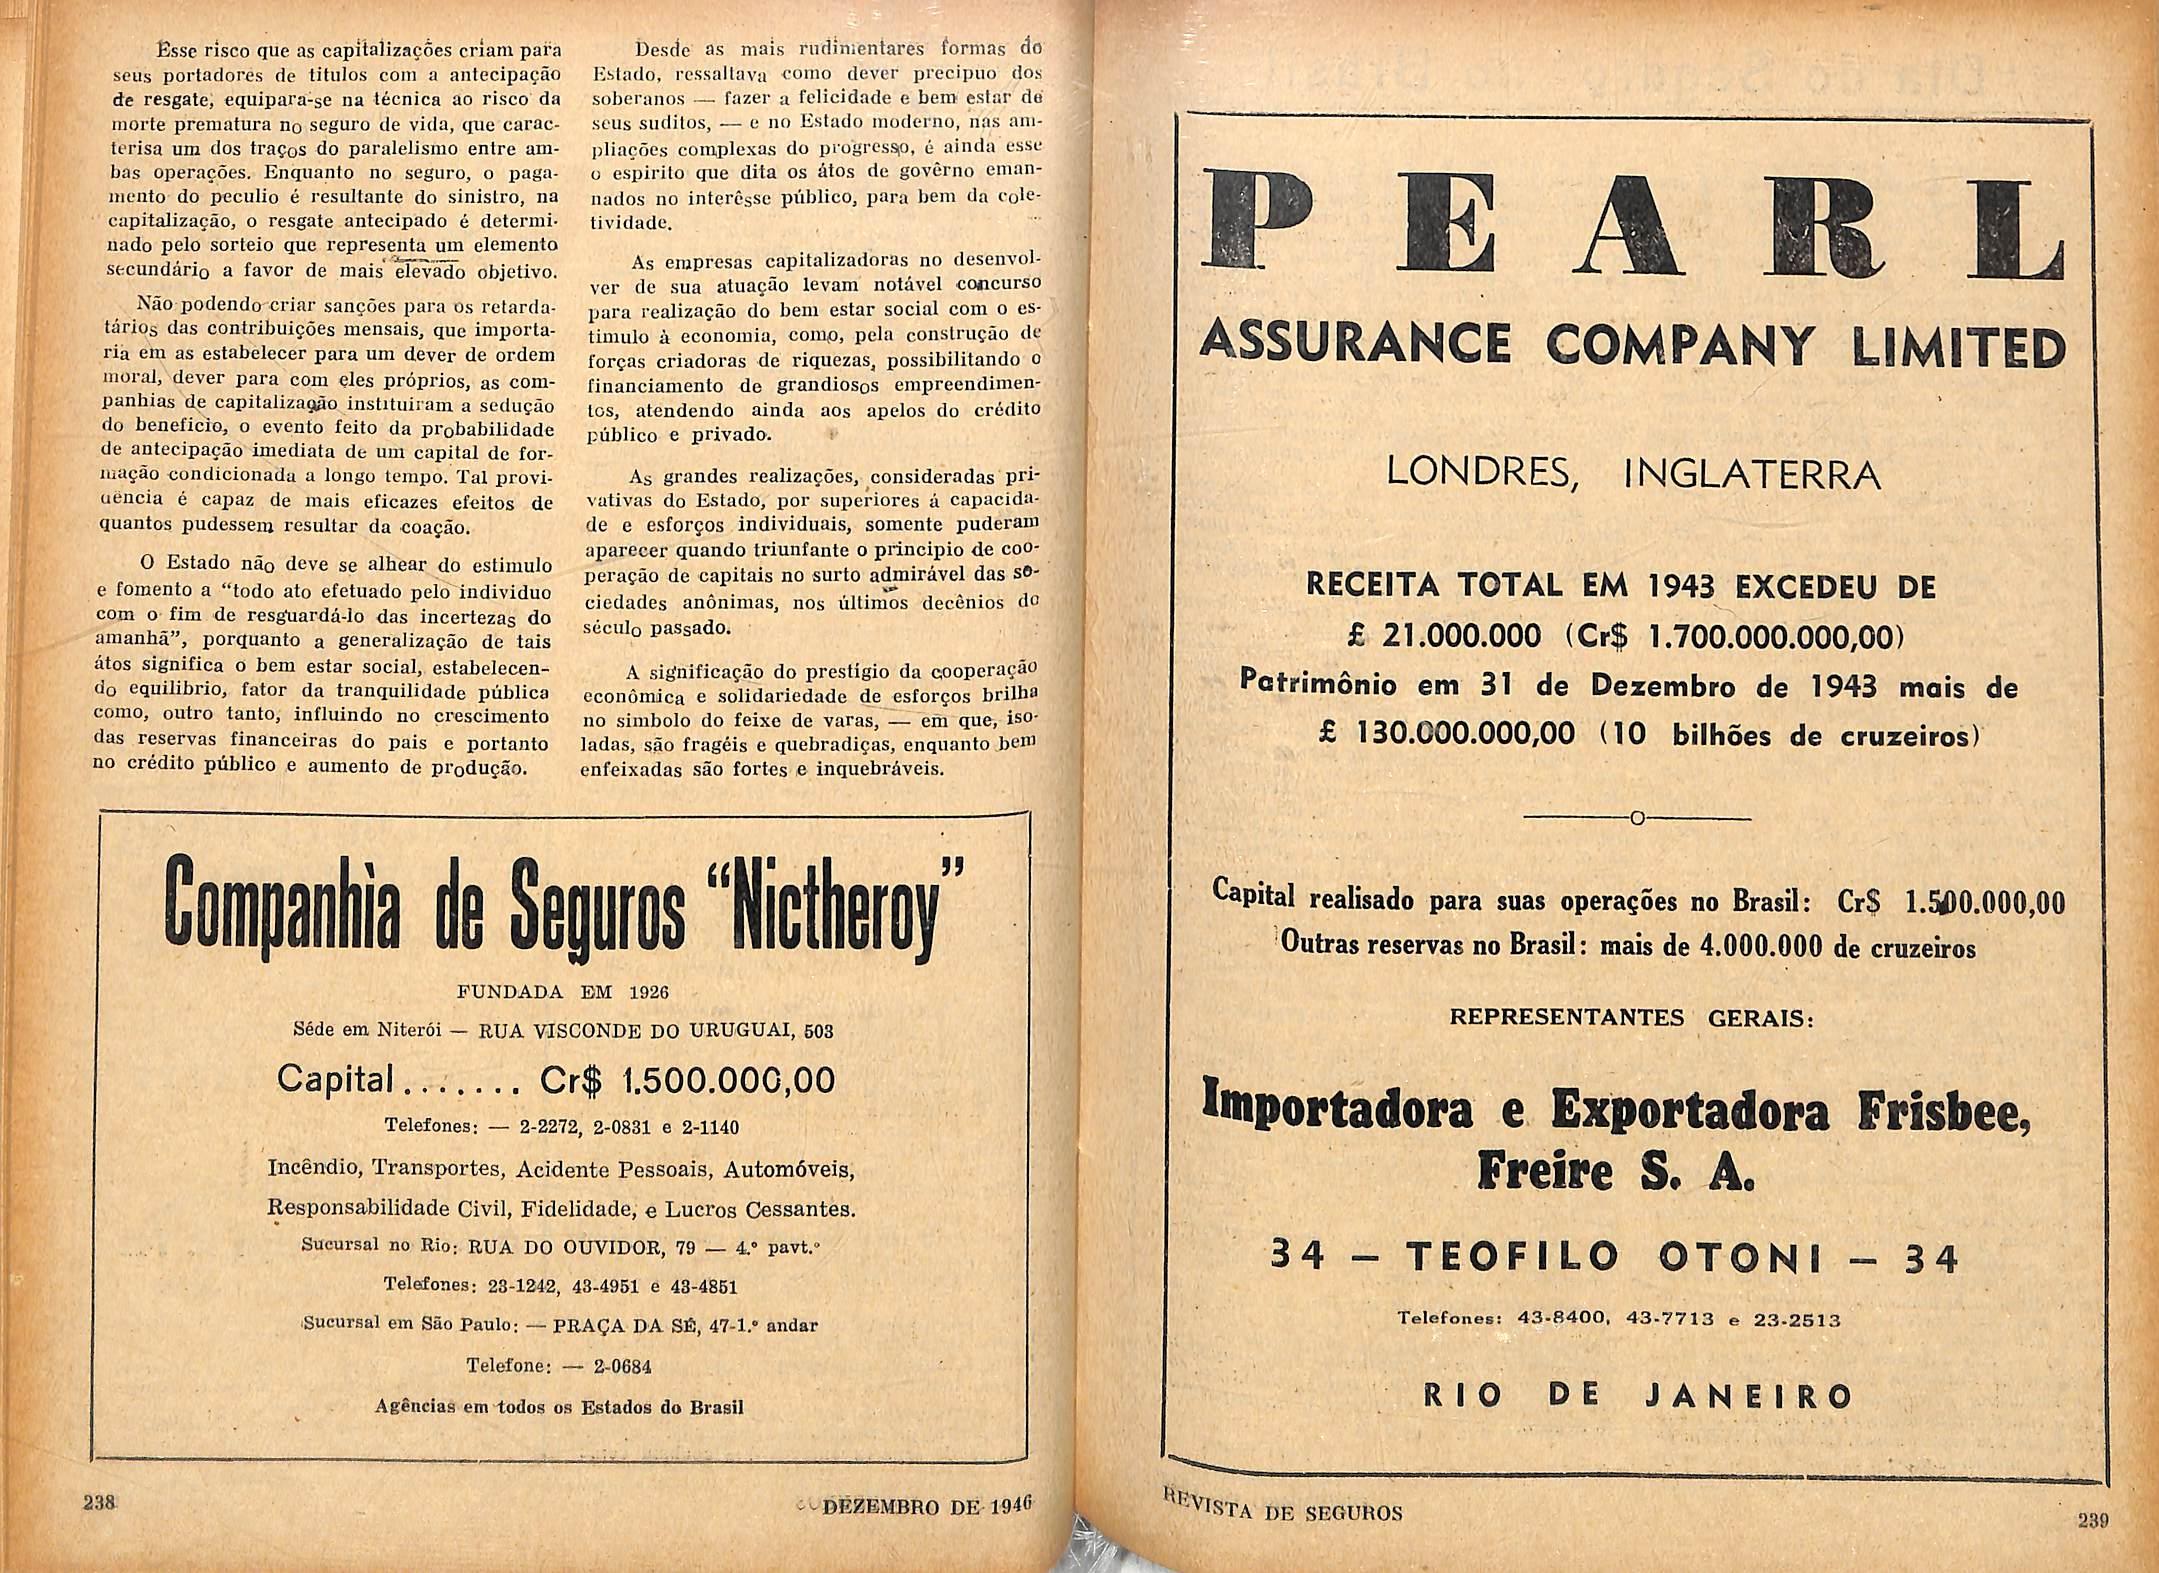 Esse risco que as capitalizações criam para
seus portadores de titulos com a antecipação
de resgate, equipara-se na técnica ao risco da
morte prematura no seguro de vida, que carac-
terisa um dos traços do paralelismo entre am-
bas operações. Enquanto no seguro, o paga-
mento do peculio é resultante do sinistro, na
capitalização, o resgate antecipado é determi-
nado pelo sorteio que representa um elemento
secundário a favor de mais elevado objetivo.
Não podendo criar sanções para os retarda-
tários das contribuições mensais, que importa-
ria em as estabelecer para um dever de ordem
moral, dever para com eles próprios, as com-
panhias de capitalização instituiram a sedução
do beneficio, o evento feito da probabilidade
de antecipação imediata de um capital de for-
mação condicionada a longo tempo. Tal provi-
dência é capaz de mais eficazes efeitos de
quantos pudessem resultar da coação.
O Estado não deve se alhear do estimulo
e fomento a “todo ato efetuado pelo individuo
com o fim de resguardá-lo das incertezas do
amanhã”, porquanto a generalização de tais
átos significa o bem estar social, estabelecen-
do equilibrio, fator da tranquilidade pública
como, outro tanto, influindo no crescimento
das reservas financeiras do pais e portanto
no crédito público e aumento de produção.
Desde as mais rudimentares formas do
Estado, ressaltava como dever precipuo dos
soberanos — fazer a felicidade e bem estar de
seus suditos, — e no Estado moderno, nas am-
pliações complexas do progresso, é ainda esse
o espirito que dita os átos de govêrno eman-
nados no interêsse público, para bem da cole-
tividade.
As empresas capitalizadoras no desenvol-
ver de sua atuação levam notável concurso
para realização do bem estar social com o es-
timulo à economia, como, pela construção de
forças criadoras de riquezas, possibilitando o
financiamento de grandiosos empreendimen-
tos, atendendo ainda aos apelos do crédito
público e privado.
As grandes realizações, consideradas pri-
vativas do Estado, por superiores á capacida-
de e esforços individuais, somente puderam
aparecer quando triunfante o principio de coo-
peração de capitais no surto admirável das so-
ciedades anônimas, nos últimos decênios do
século passado.
A significação do prestígio da cooperação
econômica e solidariedade de esforços brilha
no simbolo do feixe de varas, — em que, iso-
ladas, são fragéis e quebradiças, enquanto bem
enfeixadas são fortes e inquebráveis.
Companhia de Seguros “Nictheroy”
FUNDADA EM 1926
Séde em Niterói — RUA VISCONDE DO URUGUAI, 503
Capital....... Cr$ 1.500.000,00
Telefones: — 2-2272, 2-0831 e 2-1140
Incêndio, Transportes, Acidente Pessoais, Automóveis,
Responsabilidade Civil, Fidelidade, e Lucros Cessantes.
Sucursal no Rio: RUA DO OUVIDOR, 79 — 4.º pavt.º
Telefones: 23-1242, 43-4951 e 43-4851
Sucursal em São Paulo: — PRAÇA DA SÉ, 47-1.º andar
Telefone: — 2-0684
Agências em todos os Estados do Brasil
238
DEZEMBRO DE 1946
PEARL
ASSURANCE COMPANY LIMITED
LONDRES, INGLATERRA
RECEITA TOTAL EM 1943 EXCEDEU DE
£ 21.000.000 (Cr$ 1.700.000.000,00)
Patrimônio em 31 de Dezembro de 1943 mais de
£ 130.000.000,00 (10 bilhões de cruzeiros)
Capital realisado para suas operações no Brasil: Cr$ 1.500.000,00
Outras reservas no Brasil: mais de 4.000.000 de cruzeiros
REPRESENTANTES GERAIS:
Importadora e Exportadora Frisbee,
Freire S. A.
34 — TEOFILO OTONI — 34
Telefones: 43-8400, 43-7713 e 23-2513
RIO DE JANEIRO
REVISTA DE SEGUROS
239